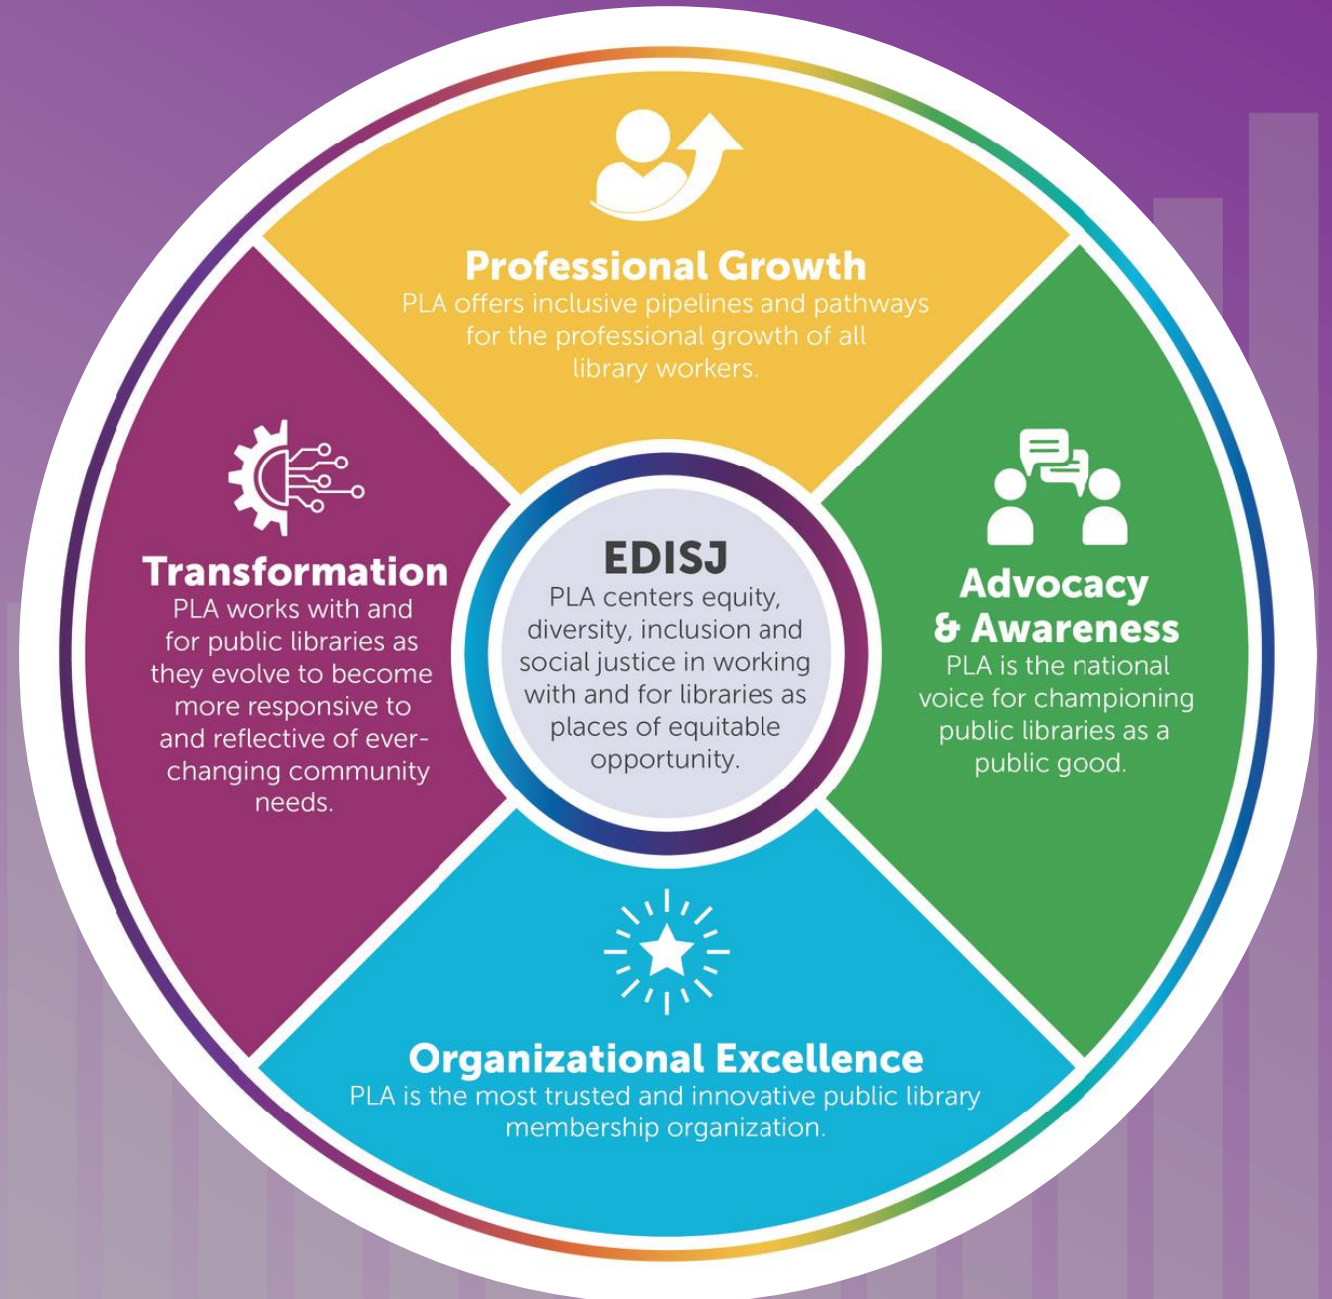 Professional Growth
PLA offers inclusive pipelines and pathways
for the professional growth of all
library workers.
Transformation
PLA works with and
for public libraries as
they evolve to become
more responsive to
and reflective of ever-
changing community
needs.
EDISJ
PLA centers equity,
diversity, inclusion and
social justice in working
with and for libraries as
places of equitable
opportunity.
Advocacy
& Awareness
PLA is the national
voice for championing
public libraries as a
public good.
Organizational Excellence
PLA is the most trusted and innovative public library
membership organization.